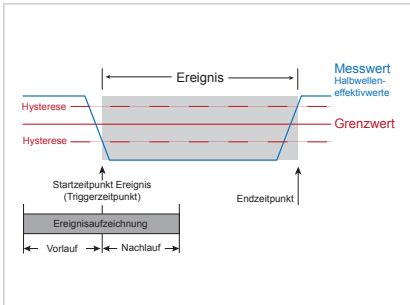 Ereignis
Messwert
Halbwellen-
effektivwerte
Hysterese
Grenzwert
Hysterese
Startzeitpunkt Ereignis
(Triggerzeitpunkt)
Endzeitpunkt
Ereignisaufzeichnung
Vorlauf
Nachlauf